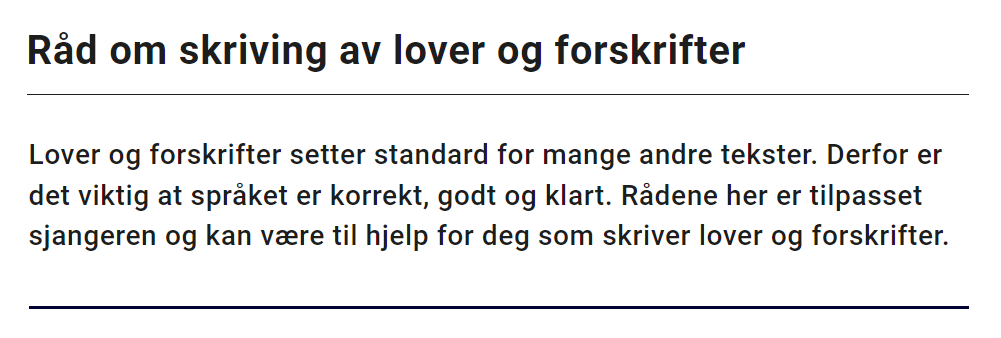 Råd om skriving av lover og forskrifter
Lover og forskrifter setter standard for mange andre tekster. Derfor er
det viktig at språket er korrekt, godt og klart. Rådene her er tilpasset
sjangeren og kan være til hjelp for deg som skriver lover og forskrifter.